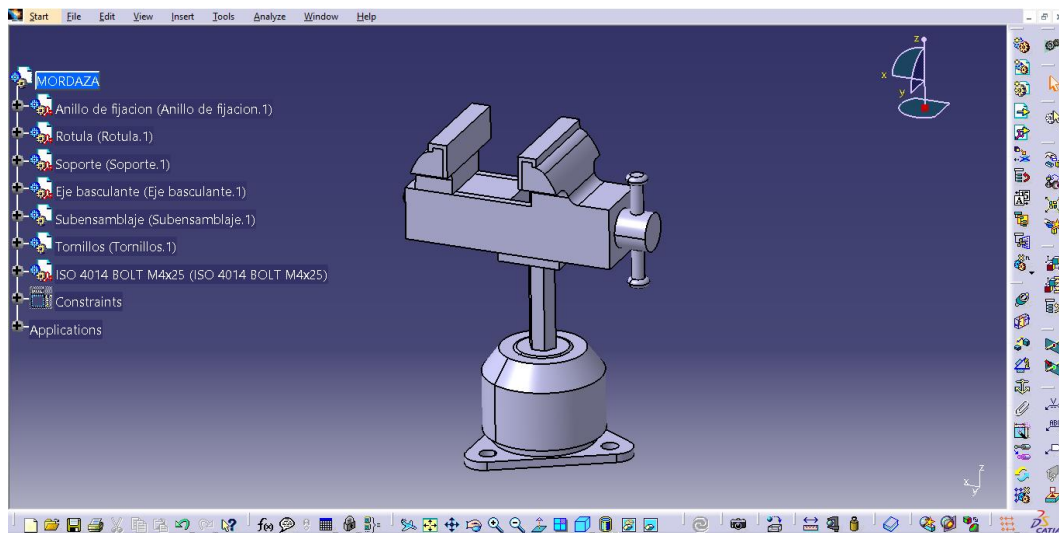 Start File Edit View Insert Tools Analyze Window Help
z
x
y
MORDAZA
Anillo de fijacion (Anillo de fijacion.1)
Rotula (Rotula.1)
Soporte (Soporte.1)
Eje basculante (Eje basculante.1)
Subensamblaje (Subensamblaje.1)
Tornillos (Tornillos.1)
ISO 4014 BOLT M4x25 (ISO 4014 BOLT M4x25)
Constraints
Applications
z
x
y
f(x)
CATIA